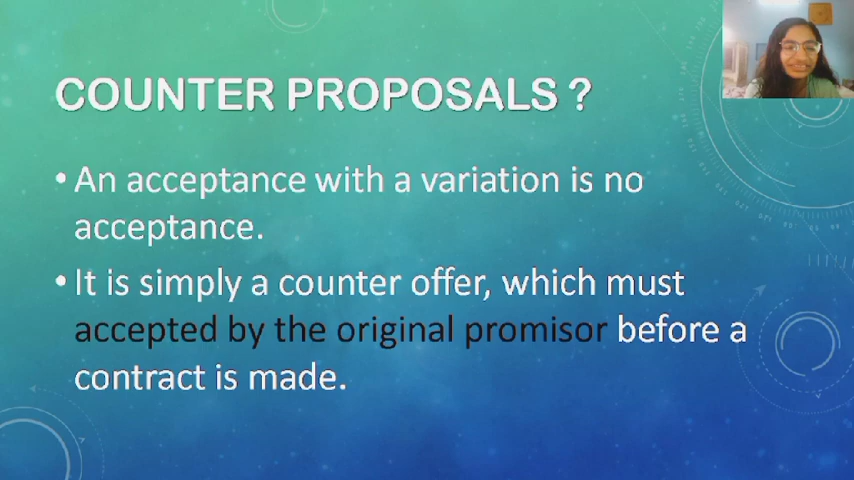 COUNTER PROPOSALS ?
• An acceptance with a variation is no
acceptance.
• It is simply a counter offer, which must
accepted by the original promisor before a
contract is made.